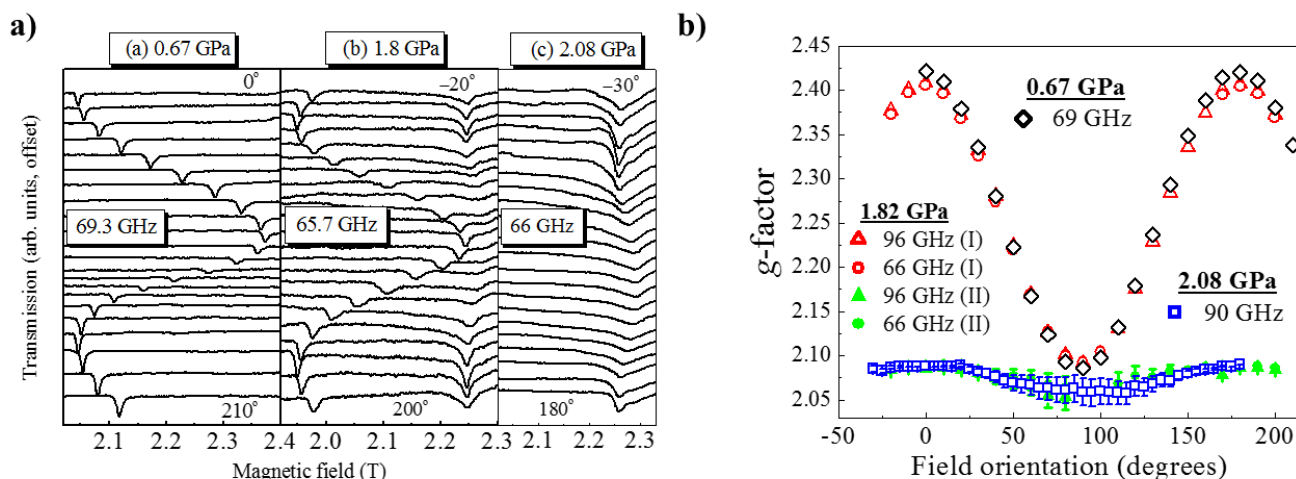 a)
(a) 0.67 GPa
(b) 1.8 GPa
(c) 2.08 GPa
0°
−20°
−30°
69.3 GHz
65.7 GHz
66 GHz
210°
200°
180°
2.1 2.2 2.3 2.4 2.0 2.1 2.2 2.3 2.1 2.2 2.3
Magnetic field (T)
Transmission (arb. units, offset)
b)
2.45
2.40
2.35
2.30
2.25
2.20
2.15
2.10
2.05
g-factor
0.67 GPa
69 GHz
1.82 GPa
96 GHz (I)
66 GHz (I)
96 GHz (II)
66 GHz (II)
2.08 GPa
90 GHz
-50 0 50 100 150 200
Field orientation (degrees)